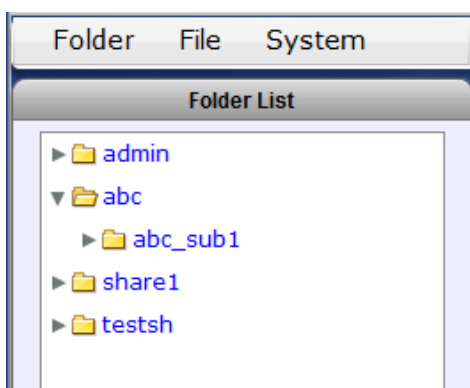 Folder File System
Folder List
admin
abc
abc_sub1
share1
testsh